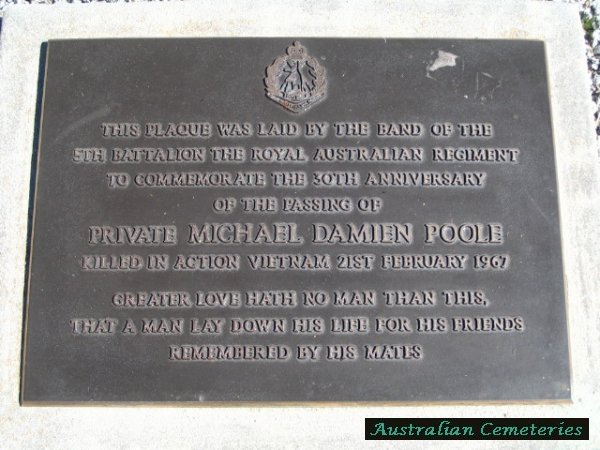 THIS PLAQUE WAS LAID BY THE BAND OF THE
5TH BATTALION THE ROYAL AUSTRALIAN REGIMENT
TO COMMEMORATE THE 30TH ANNIVERSARY
OF THE PASSING OF
PRIVATE MICHAEL DAMIEN POOLE
KILLED IN ACTION VIETNAM 21ST FEBRUARY 1967
GREATER LOVE HATH NO MAN THAN THIS,
THAT A MAN LAY DOWN HIS LIFE FOR HIS FRIENDS
REMEMBERED BY HIS MATES
Australian Cemeteries